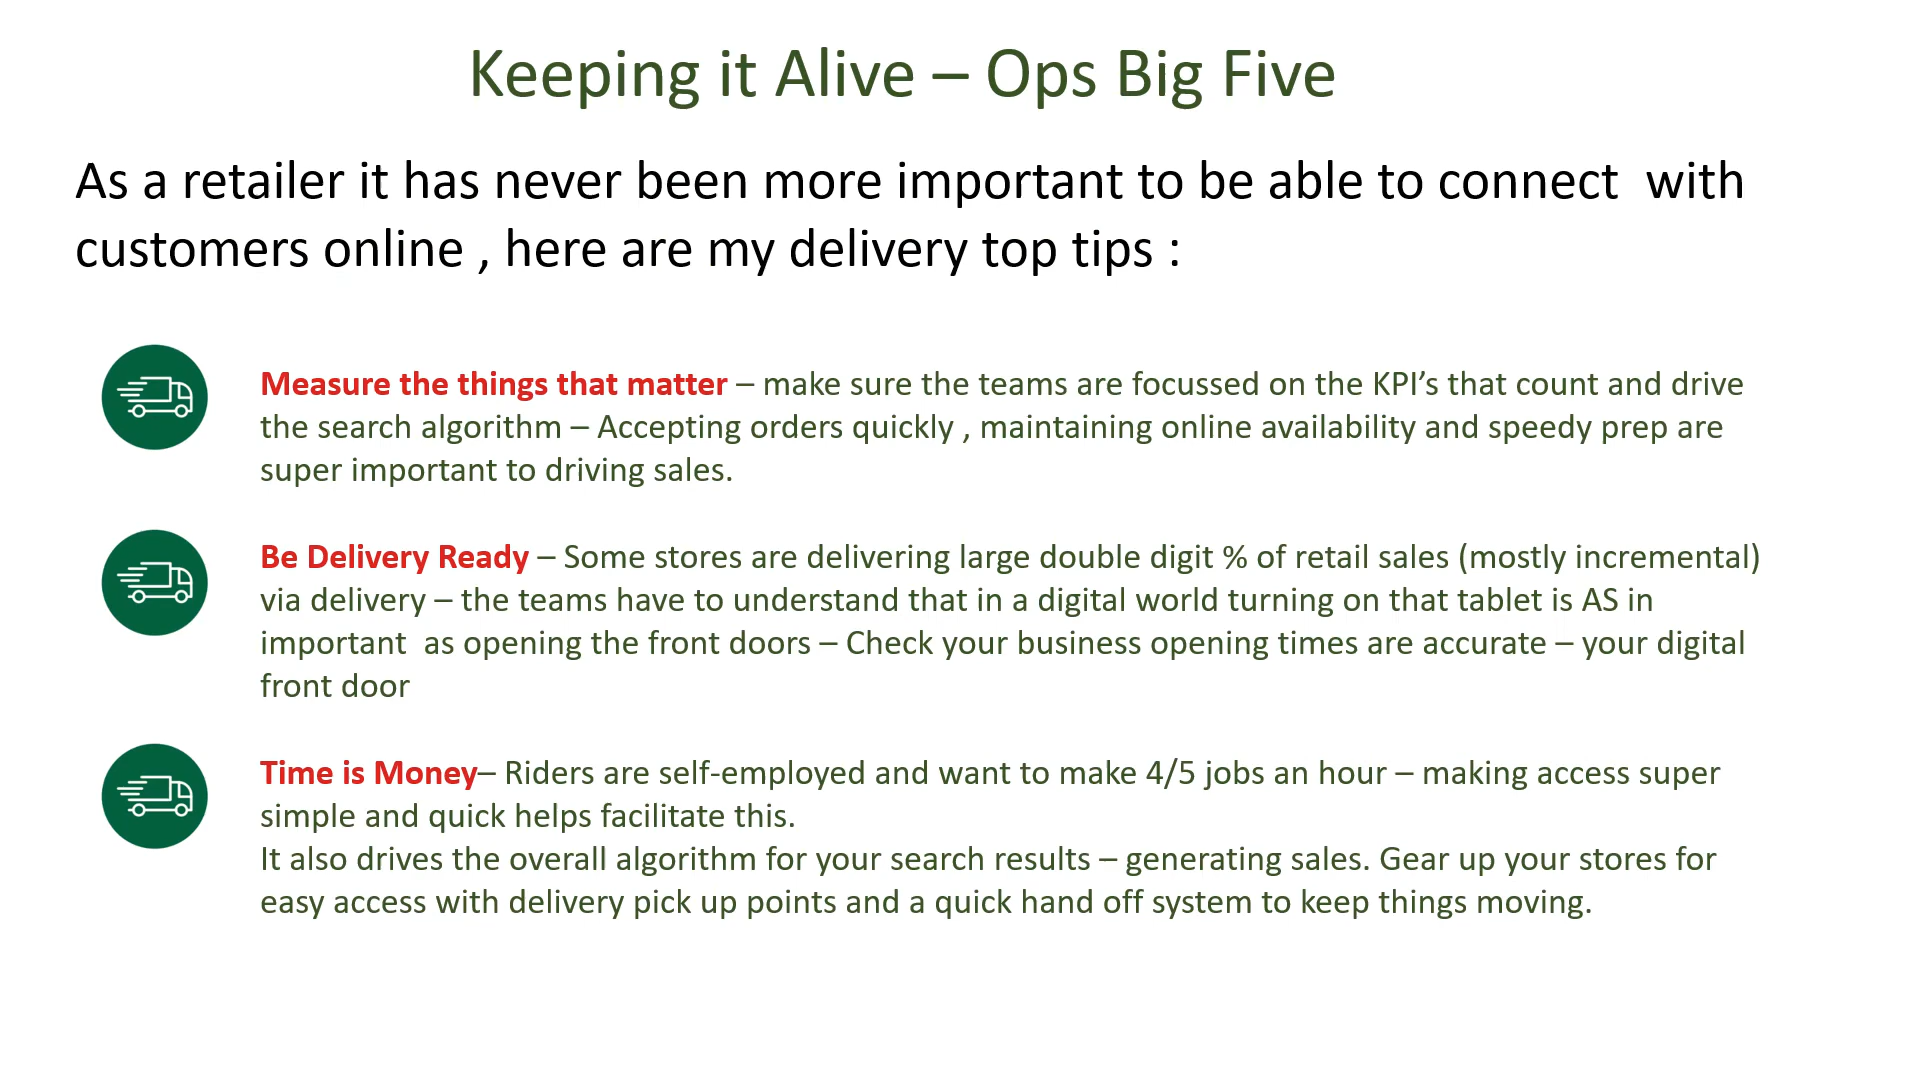 Keeping it Alive – Ops Big Five
As a retailer it has never been more important to be able to connect  with
customers online , here are my delivery top tips :
Measure the things that matter – make sure the teams are focussed on the KPI’s that count and drive
the search algorithm – Accepting orders quickly , maintaining online availability and speedy prep are
super important to driving sales.
Be Delivery Ready – Some stores are delivering large double digit % of retail sales (mostly incremental)
via delivery – the teams have to understand that in a digital world turning on that tablet is AS in
important  as opening the front doors – Check your business opening times are accurate – your digital
front door
Time is Money– Riders are self-employed and want to make 4/5 jobs an hour – making access super
simple and quick helps facilitate this.
It also drives the overall algorithm for your search results – generating sales. Gear up your stores for
easy access with delivery pick up points and a quick hand off system to keep things moving.